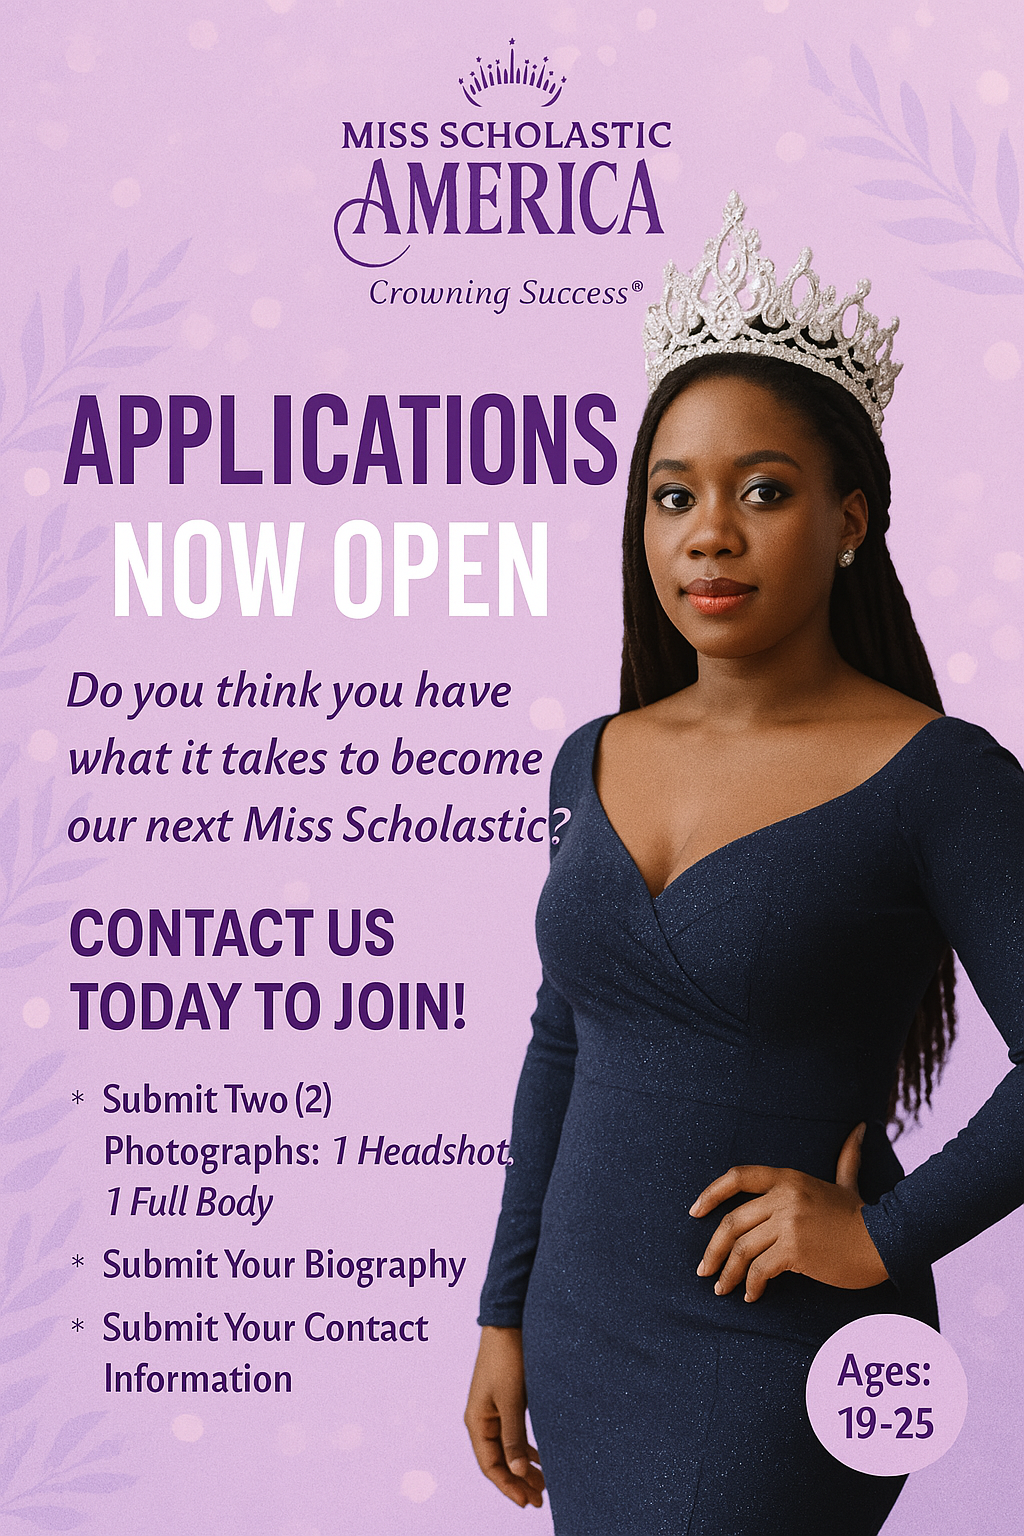 MISS SCHOLASTIC
AMERICA
Crowning Success®
APPLICATIONS
NOW OPEN
Do you think you have
what it takes to become
our next Miss Scholastic?
CONTACT US
TODAY TO JOIN!
* Submit Two (2)
Photographs: 1 Headshot,
1 Full Body
* Submit Your Biography
* Submit Your Contact
Information
Ages:
19-25